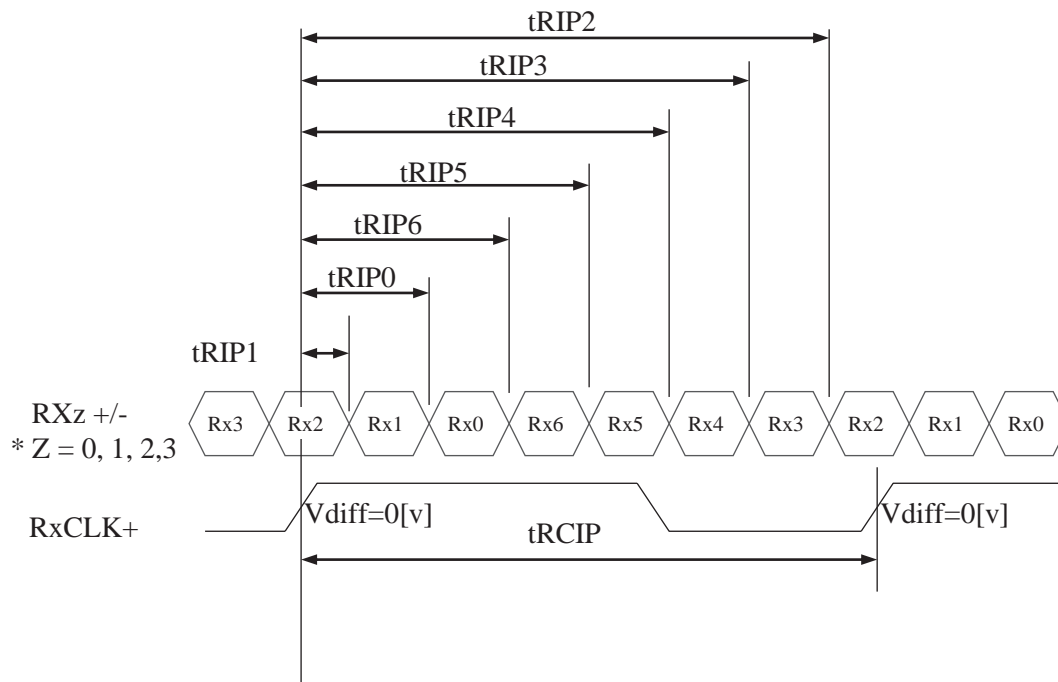 tRIP2
tRIP3
tRIP4
tRIP5
tRIP6
tRIP0
tRIP1
RXz +/-
* Z = 0, 1, 2,3
Rx3 Rx2 Rx1 Rx0 Rx6 Rx5 Rx4 Rx3 Rx2 Rx1 Rx0
RxCLK+
Vdiff=0[v] Vdiff=0[v]
tRCIP